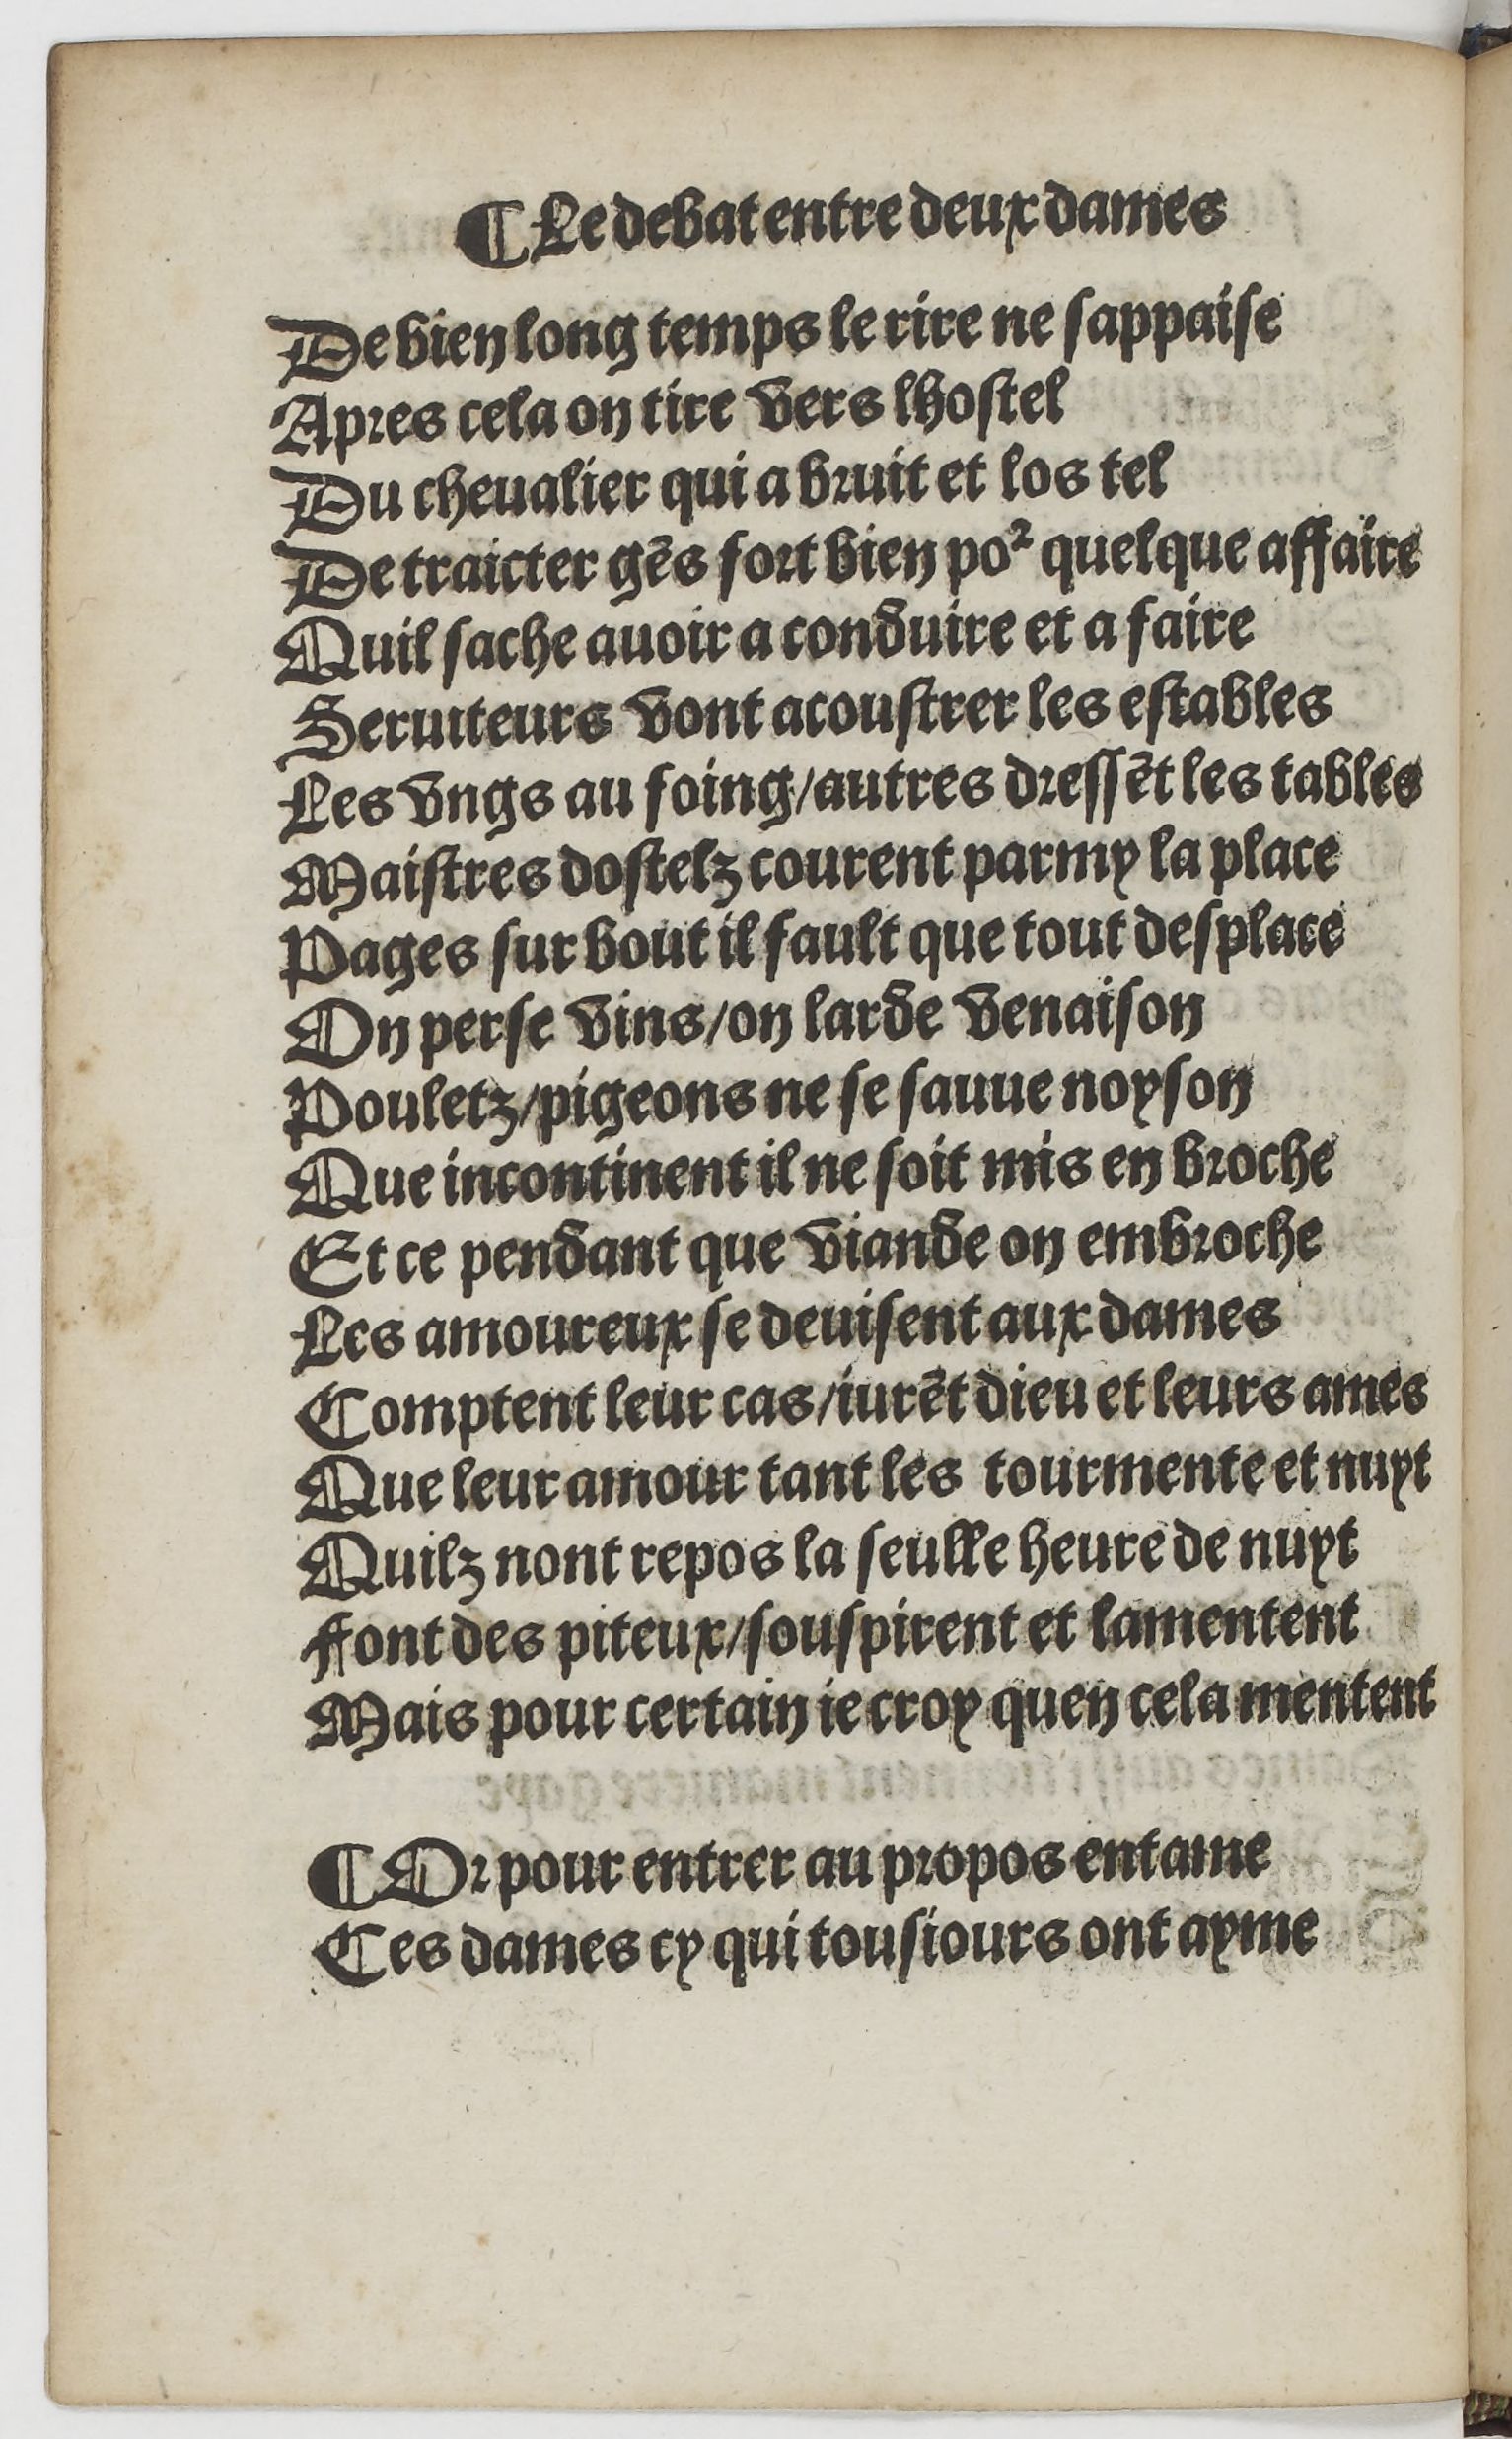 ⸿ Le debat entre deux dames
De bien long temps le rire ne sappaise
Apres cela on tire vers lhostel
Du cheualier qui a bruit et los tel
De traicter gẽs fort bien po² quelque affaire
Quil sache auoir a conduire et a faire
Seruiteurs vont acoustrer les estables
Les vngs au foing/autres dressẽt les tables
Maistres dostelz courent parmy la place
Pages sur bout il fault que tout desplace
On perse vins/on larde venaison
Pouletz/pigeons ne se sauue noyson
Que incontinent il ne soit mis en broche
Et ce pendant que viande on embroche
Les amoureux se deuisent aux dames
Comptent leur cas/iurẽt dieu et leurs ames
Que leur amour tant les tourmente et nuyt
Quilz nont repos la seulle heure de nuyt
Font des piteux/souspirent et lamentent
Mais pour certain ie croy quen cela mentent
⸿ Or pour entrer au propos entame
Ces dames cy qui tousiours ont ayme